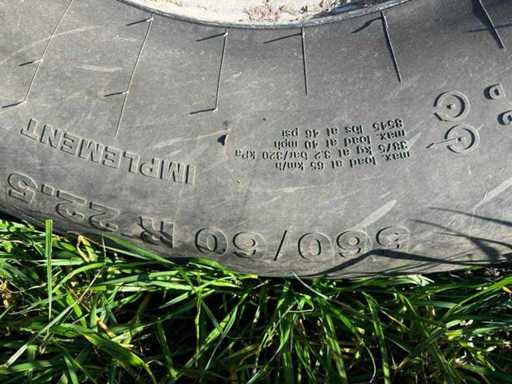 560/60 R 22.5
IMPLEMENT
max. load at 65 km/h
3875 kg at 3.2 bar/320 kPa
max. load at 40 mph
8545 lbs at 46 psi